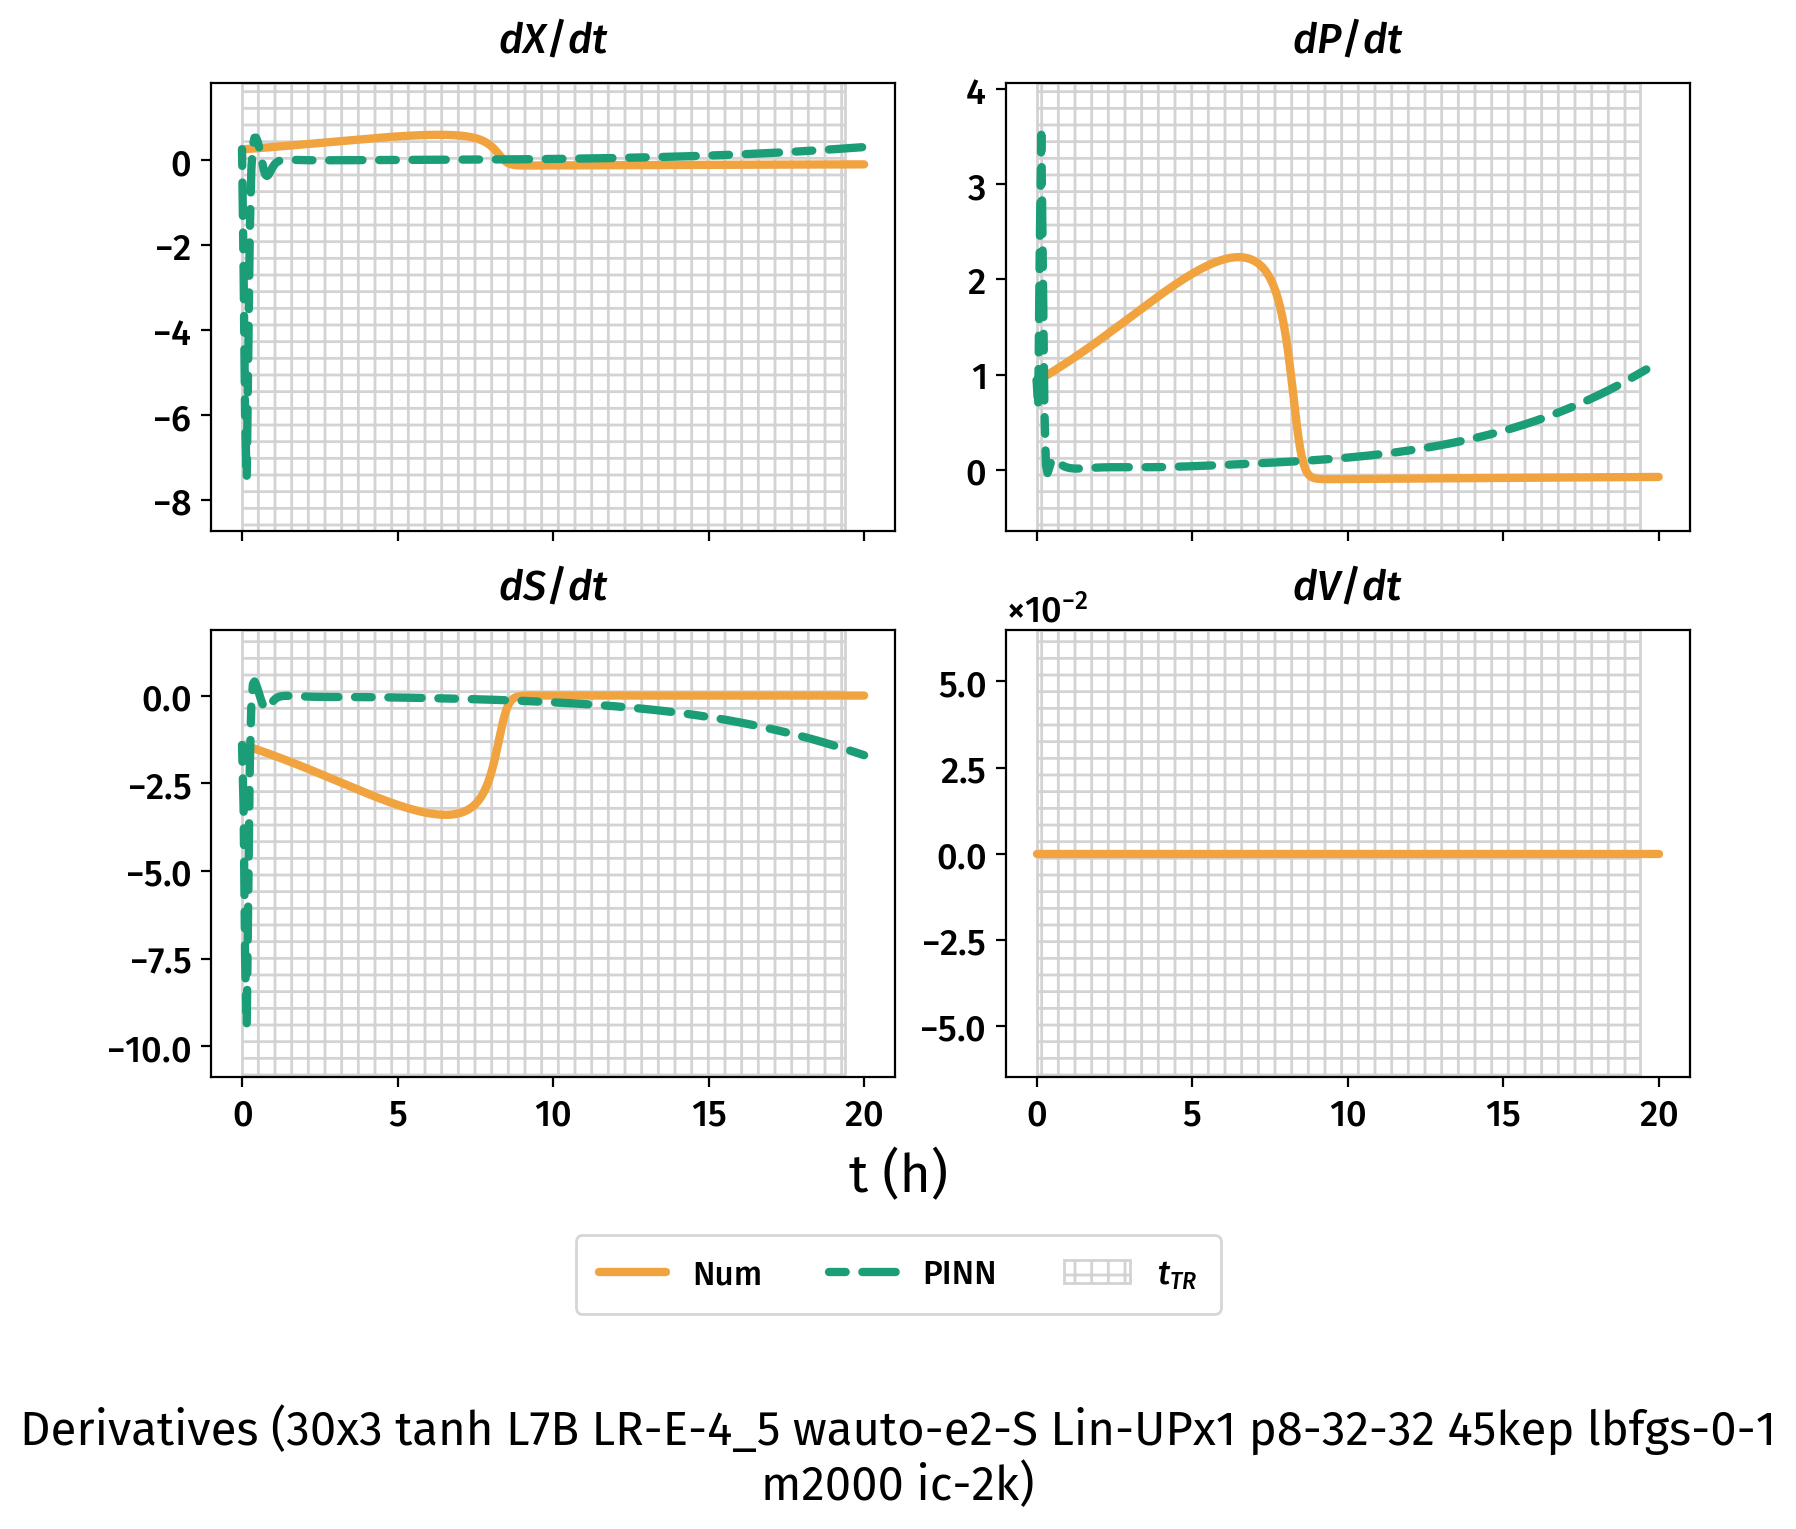 dX/dt
dP/dt
0
−2
−4
−6
−8
4
3
2
1
0
dS/dt
dV/dt
×10⁻²
0.0
−2.5
−5.0
−7.5
−10.0
5.0
2.5
0.0
−2.5
−5.0
0 5 10 15 20
0 5 10 15 20
t (h)
Num PINN t_TR
Derivatives (30x3 tanh L7B LR-E-4_5 wauto-e2-S Lin-UPx1 p8-32-32 45kep lbfgs-0-1
m2000 ic-2k)